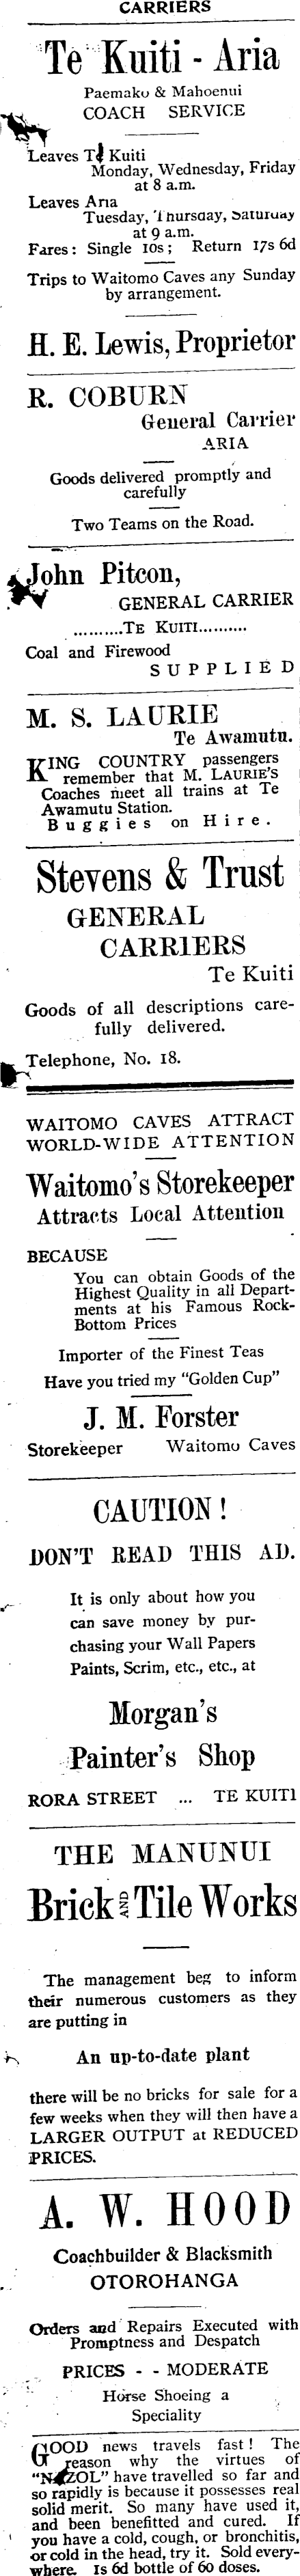 CARRIERS
Te Kuiti - Aria
Paemako & Mahoenui
COACH SERVICE
Leaves Te Kuiti
Monday, Wednesday, Friday
at 8 a.m.
Leaves Aria
Tuesday, Thursday, Saturday
at 9 a.m.
Fares: Single 10s; Return 17s 6d
Trips to Waitomo Caves any Sunday
by arrangement.
H. E. Lewis, Proprietor
R. COBURN
General Carrier
ARIA
Goods delivered promptly and
carefully
Two Teams on the Road.
John Pitcon,
GENERAL CARRIER
..........TE KUITI..........
Coal and Firewood
SUPPLIED
M. S. LAURIE
Te Awamutu.
KING COUNTRY passengers
remember that M. LAURIE'S
Coaches meet all trains at Te
Awamutu Station.
Buggies on Hire.
Stevens & Trust
GENERAL
CARRIERS
Te Kuiti
Goods of all descriptions care-
fully delivered.
Telephone, No. 18.
WAITOMO CAVES ATTRACT
WORLD-WIDE ATTENTION
Waitomo's Storekeeper
Attracts Local Attention
BECAUSE
You can obtain Goods of the
Highest Quality in all Depart-
ments at his Famous Rock-
Bottom Prices
Importer of the Finest Teas
Have you tried my "Golden Cup"
J. M. Forster
Storekeeper Waitomo Caves
CAUTION!
DON'T READ THIS AD.
It is only about how you
can save money by pur-
chasing your Wall Papers
Paints, Scrim, etc., etc., at
Morgan's
Painter's Shop
RORA STREET ... TE KUITI
THE MANUNUI
Brick AND Tile Works
The management beg to inform
their numerous customers as they
are putting in
An up-to-date plant
there will be no bricks for sale for a
few weeks when they will then have a
LARGER OUTPUT at REDUCED
PRICES.
A. W. HOOD
Coachbuilder & Blacksmith
OTOROHANGA
Orders and Repairs Executed with
Promptness and Despatch
PRICES - - MODERATE
Horse Shoeing a
Speciality
GOOD news travels fast! The
reason why the virtues of
"NAZOL" have travelled so far and
so rapidly is because it possesses real
solid merit. So many have used it,
and been benefitted and cured. If
you have a cold, cough, or bronchitis,
or cold in the head, try it. Sold every-
where. 1s 6d bottle of 60 doses.